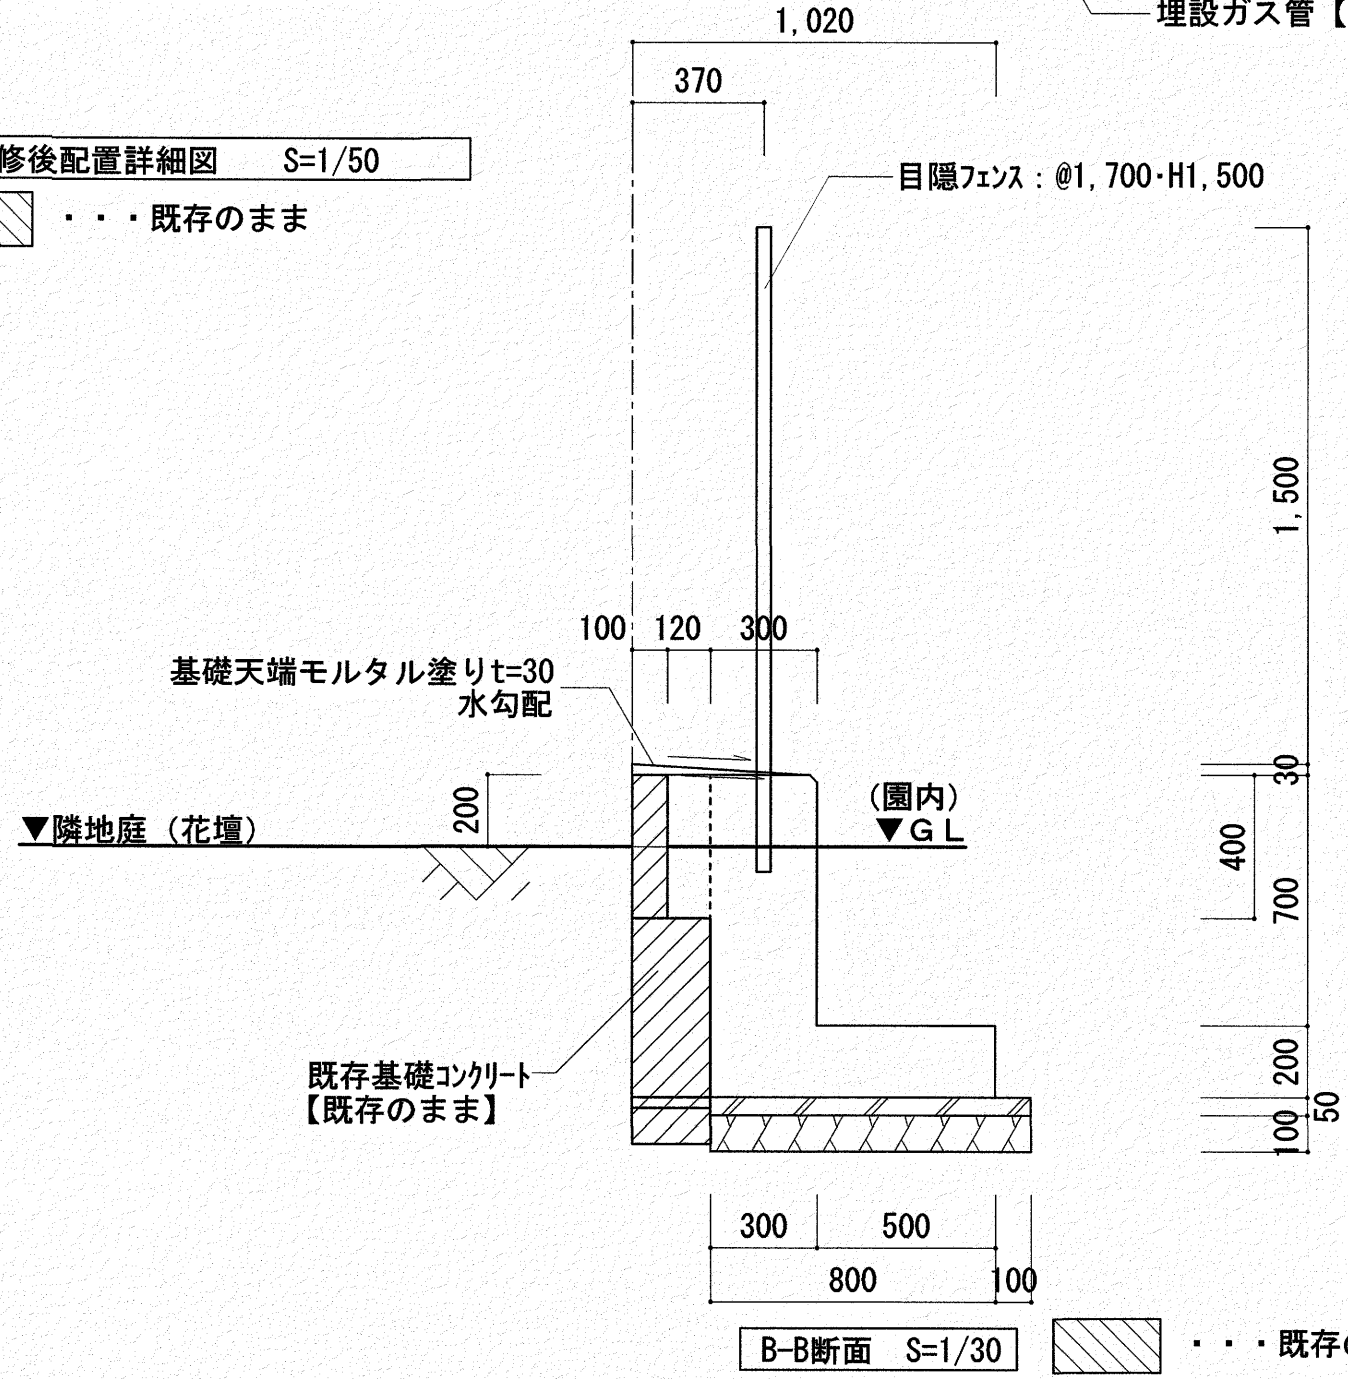 埋設ガス管【
1,020
370
修後配置詳細図 S=1/50
・・・既存のまま
目隠フェンス：@1,700・H1,500
1,500
100 120 300
基礎天端モルタル塗りt=30
水勾配
30
200
(園内)
▼GL
▼隣地庭（花壇）
400
700
既存基礎コンクリート
【既存のまま】
200
50
100
300 500
800 100
B-B断面 S=1/30
・・・既存の